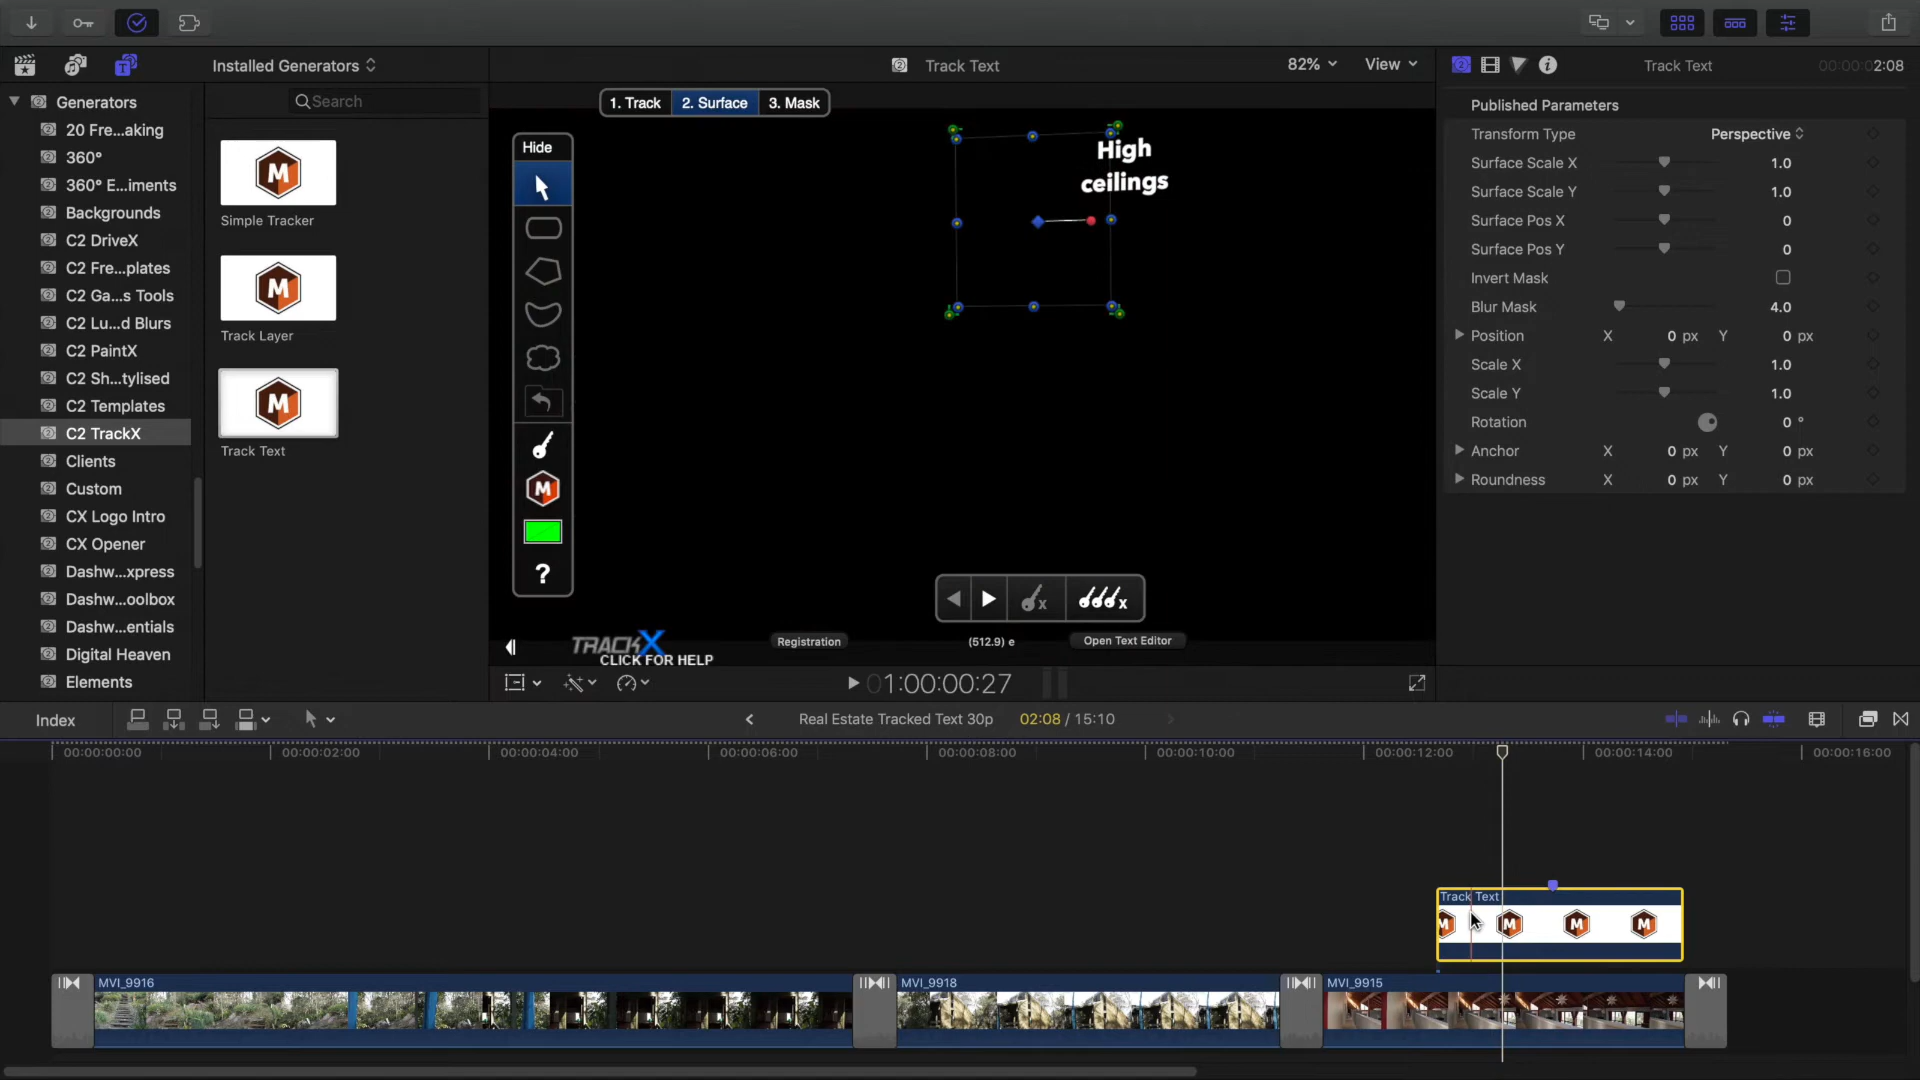 Installed Generators
Track Text
82%
View
Track Text
00:00:02:08
Generators
Search
1. Track
2. Surface
3. Mask
Published Parameters
20 Fre...aking
360°
360° E...iments
Backgrounds
C2 DriveX
C2 Fre...plates
C2 Ga...s Tools
C2 Lu...d Blurs
C2 PaintX
C2 Sh...tylised
C2 Templates
C2 TrackX
Clients
Custom
CX Logo Intro
CX Opener
Dashw...xpress
Dashw...oolbox
Dashw...entials
Digital Heaven
Elements
Simple Tracker
Track Layer
Track Text
Hide
High
ceilings
?
x
x
TRACKX
CLICK FOR HELP
Registration
(512.9) e
Open Text Editor
01:00:00:27
Transform Type Perspective
Surface Scale X 1.0
Surface Scale Y 1.0
Surface Pos X 0
Surface Pos Y 0
Invert Mask
Blur Mask 4.0
Position X 0 px Y 0 px
Scale X 1.0
Scale Y 1.0
Rotation 0 °
Anchor X 0 px Y 0 px
Roundness X 0 px Y 0 px
Index
Real Estate Tracked Text 30p
02:08 / 15:10
00:00:00:00
00:00:02:00
00:00:04:00
00:00:06:00
00:00:08:00
00:00:10:00
00:00:12:00
00:00:14:00
00:00:16:00
Track Text
MVI_9916
MVI_9918
MVI_9915